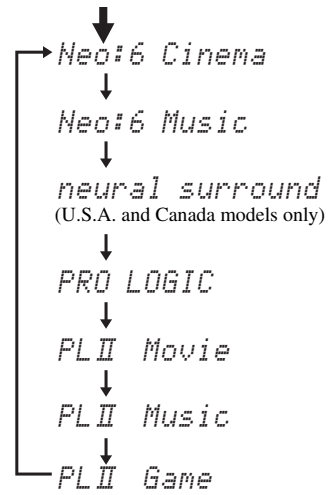 Neo:6 Cinema
Neo:6 Music
neural surround
(U.S.A. and Canada models only)
PRO LOGIC
PLⅡ Movie
PLⅡ Music
PLⅡ Game